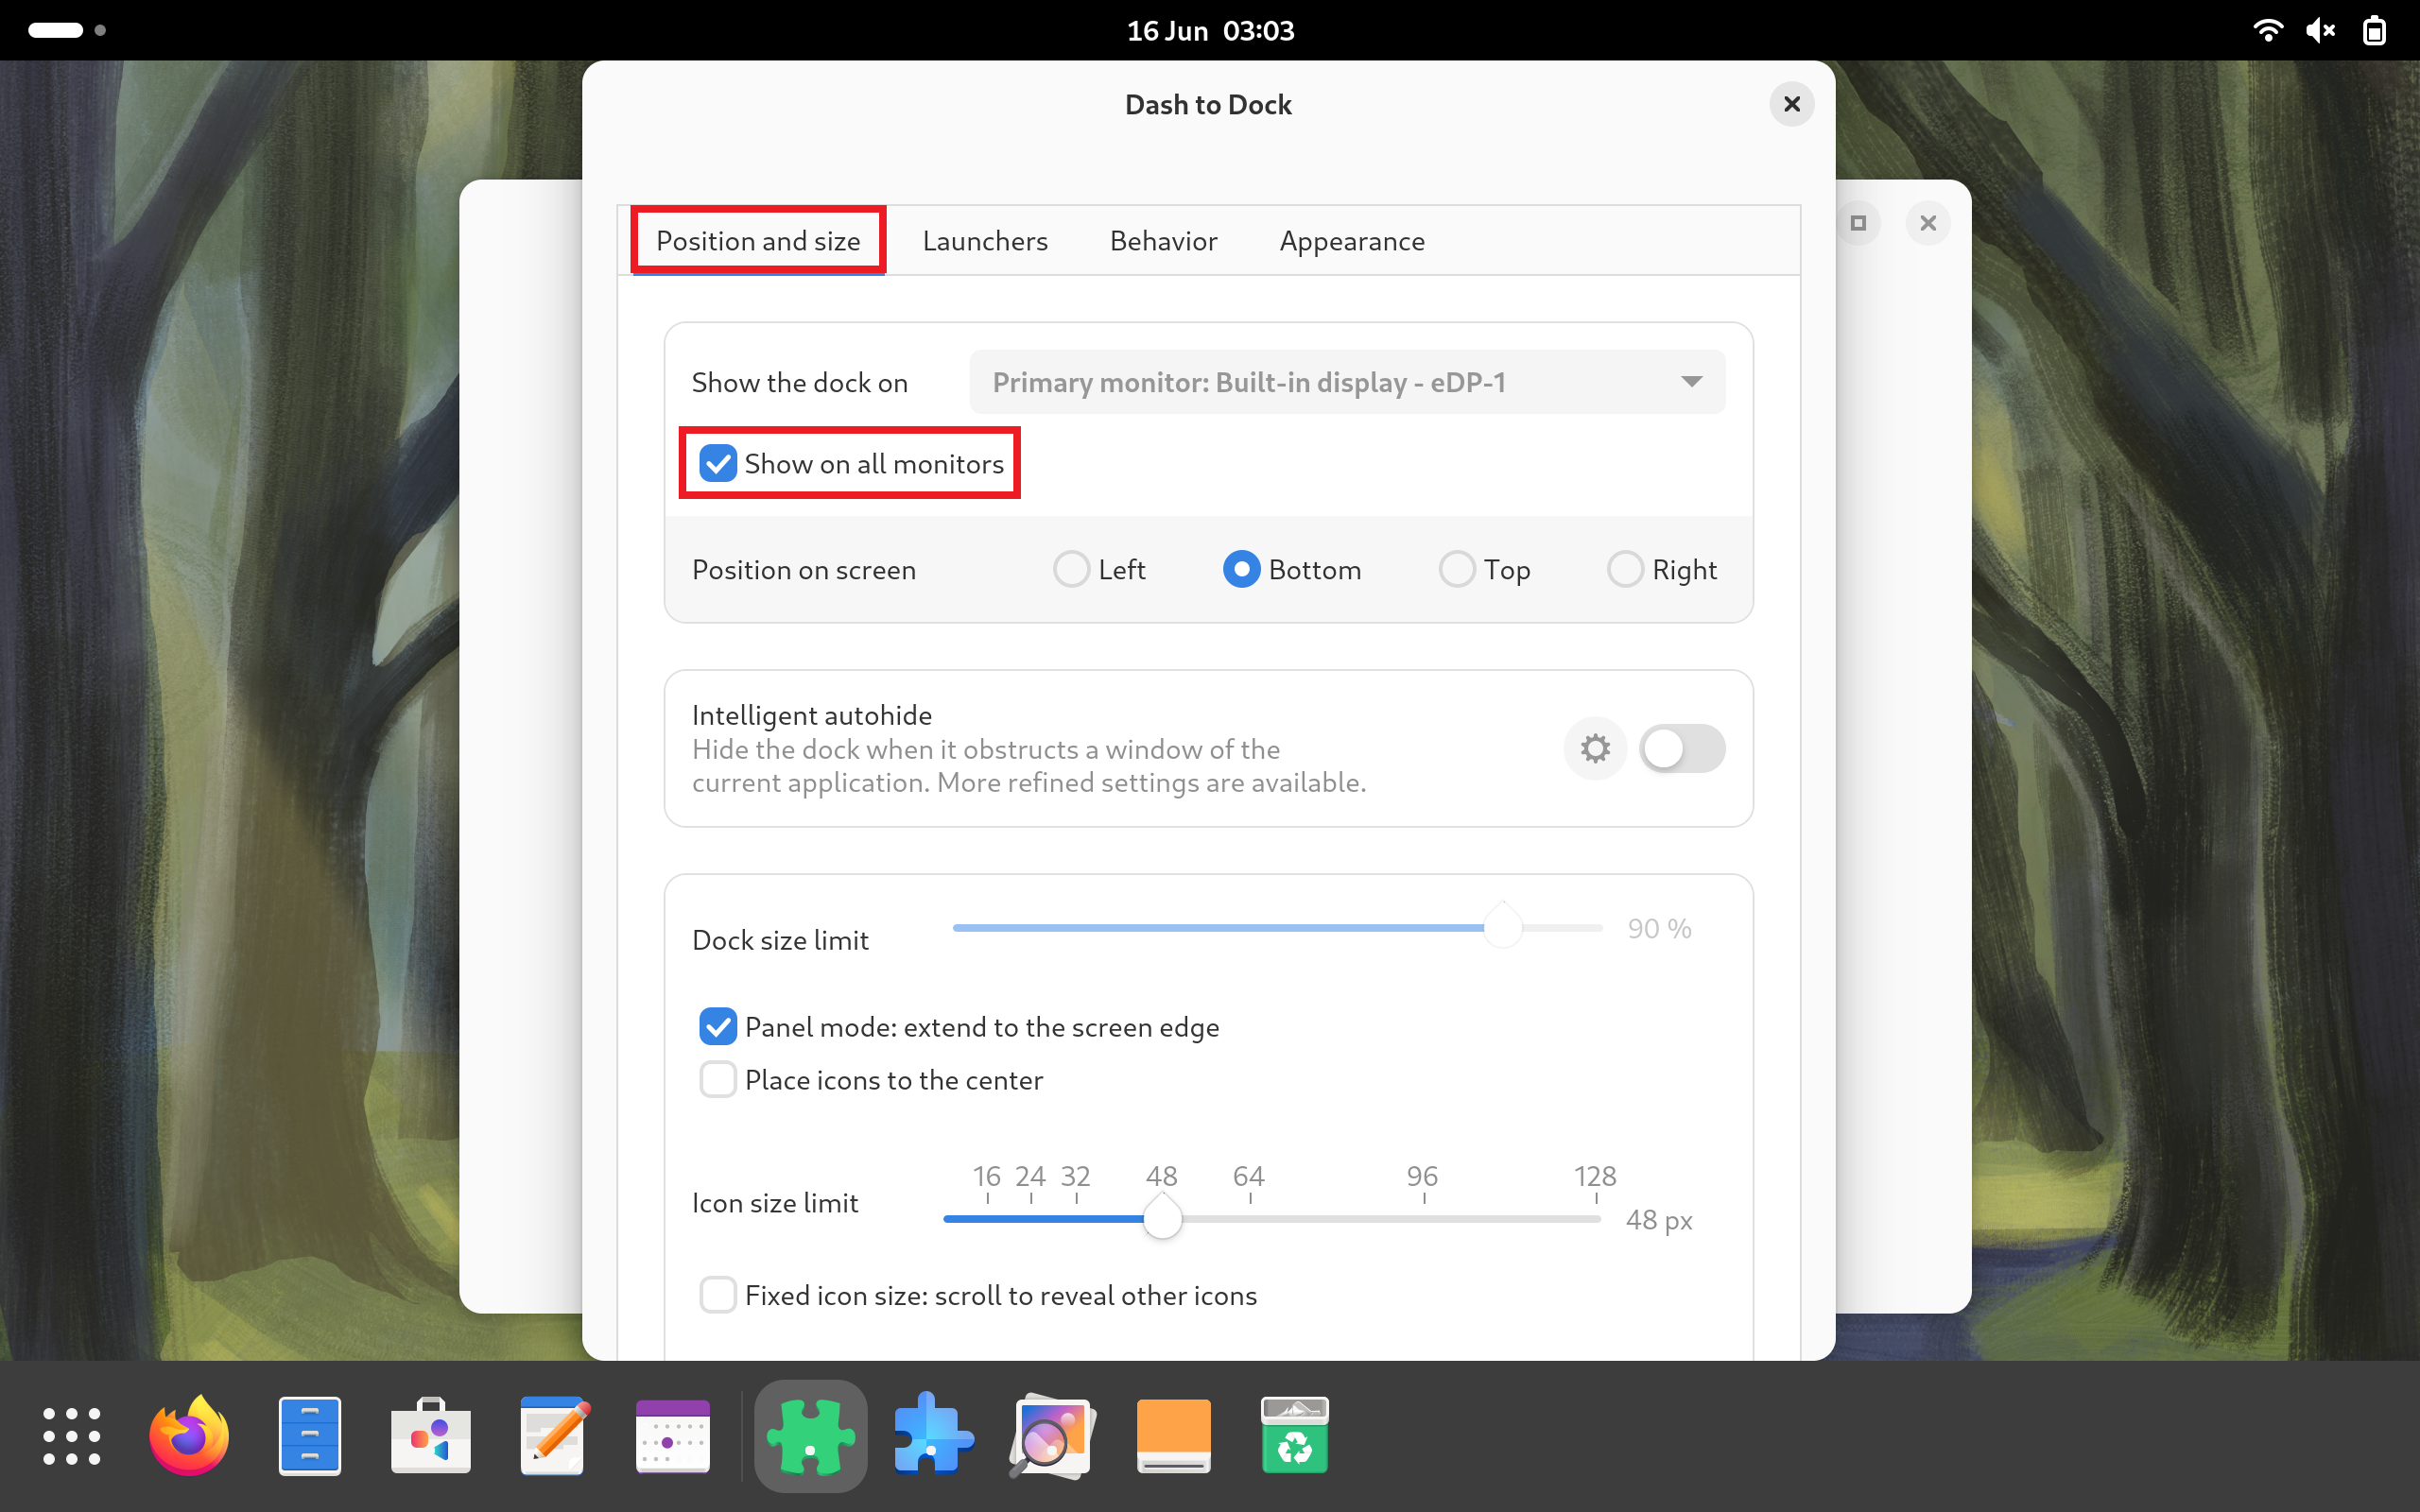 16 Jun 03:03
Dash to Dock
Position and size Launchers Behavior Appearance
Show the dock on Primary monitor: Built-in display - eDP-1
Show on all monitors
Position on screen Left Bottom Top Right
Intelligent autohide
Hide the dock when it obstructs a window of the
current application. More refined settings are available.
Dock size limit 90 %
Panel mode: extend to the screen edge
Place icons to the center
16 24 32 48 64 96 128
Icon size limit 48 px
Fixed icon size: scroll to reveal other icons